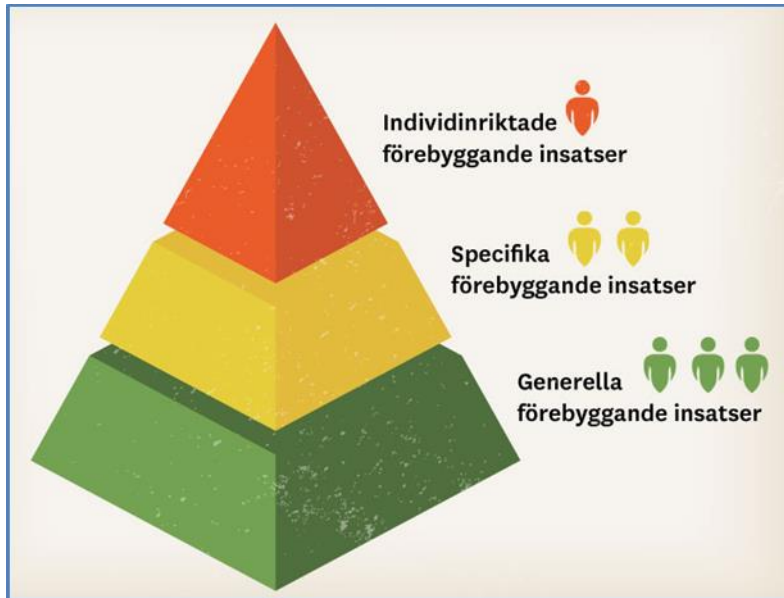 Individinriktade
förebyggande insatser
Specifika
förebyggande insatser
Generella
förebyggande insatser